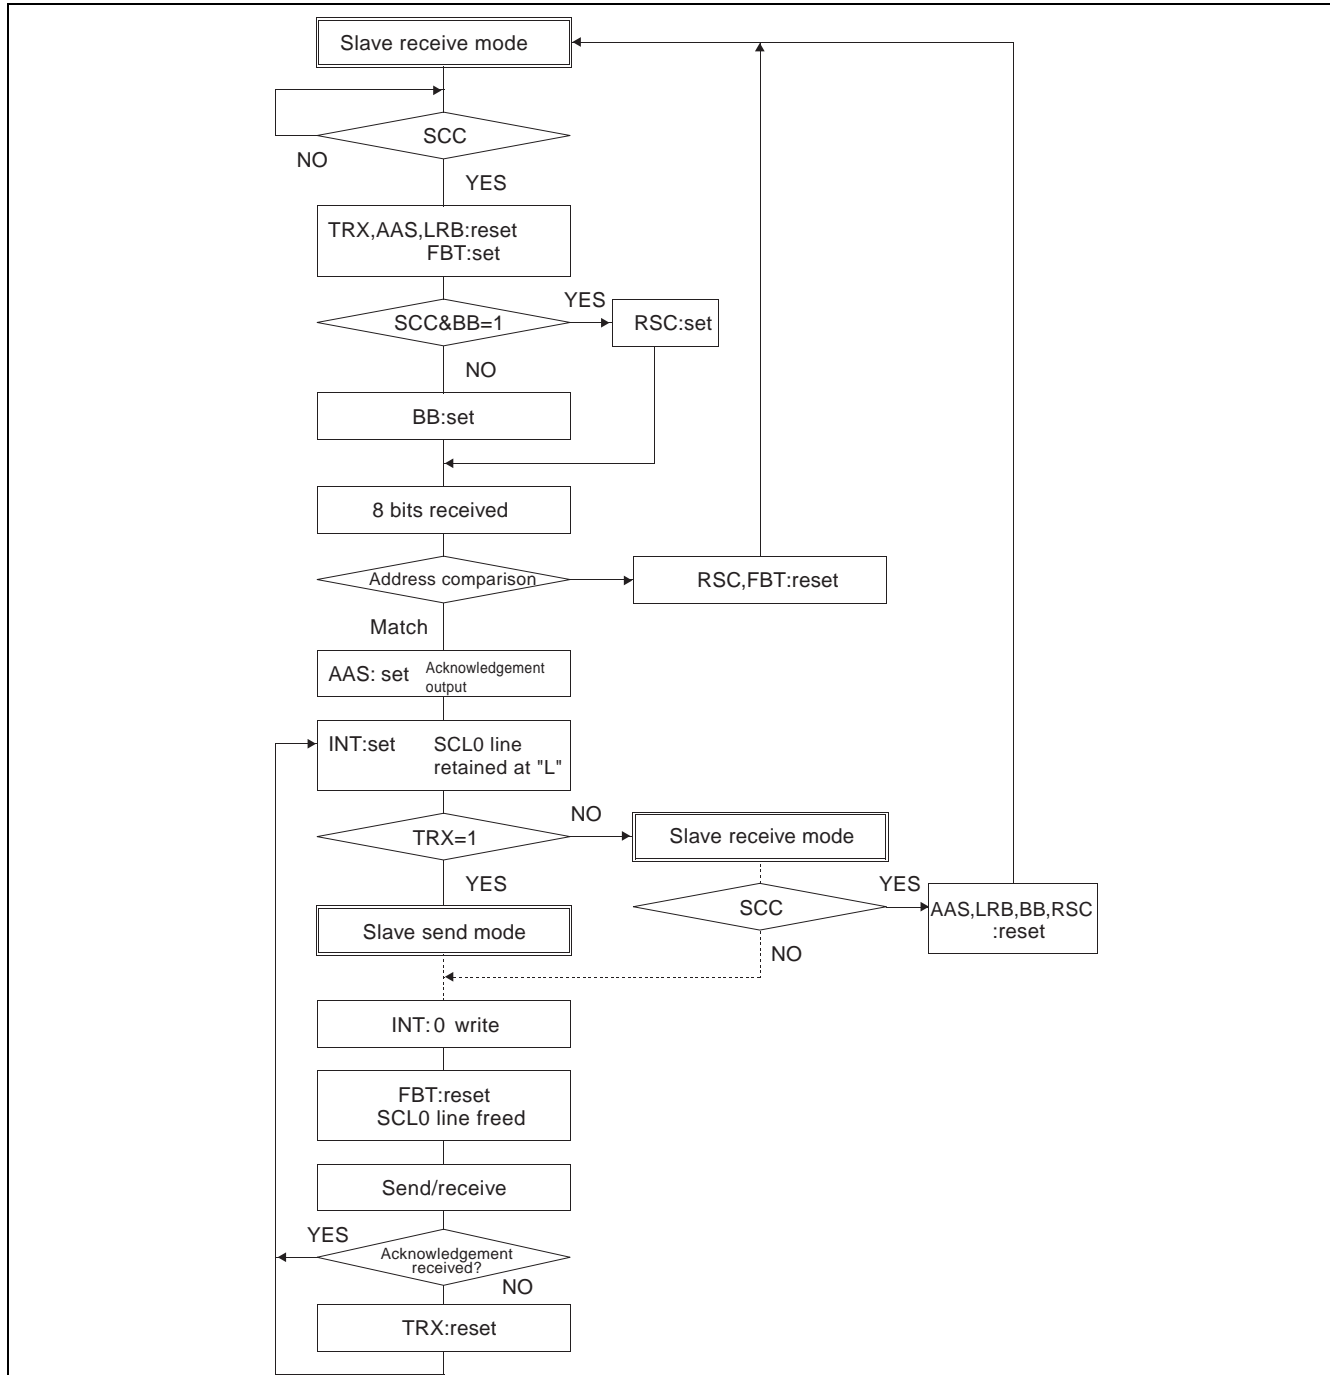 Slave receive mode
SCC
NO
YES
TRX,AAS,LRB:reset
FBT:set
YES
SCC&BB=1
RSC:set
NO
BB:set
8 bits received
Address comparison
RSC,FBT:reset
Match
AAS: set Acknowledgement
output
INT:set SCL0 line
retained at "L"
NO
TRX=1
Slave receive mode
YES
YES
SCC
AAS,LRB,BB,RSC
:reset
Slave send mode
NO
INT: 0 write
FBT:reset
SCL0 line freed
Send/receive
YES
Acknowledgement
received?
NO
TRX:reset